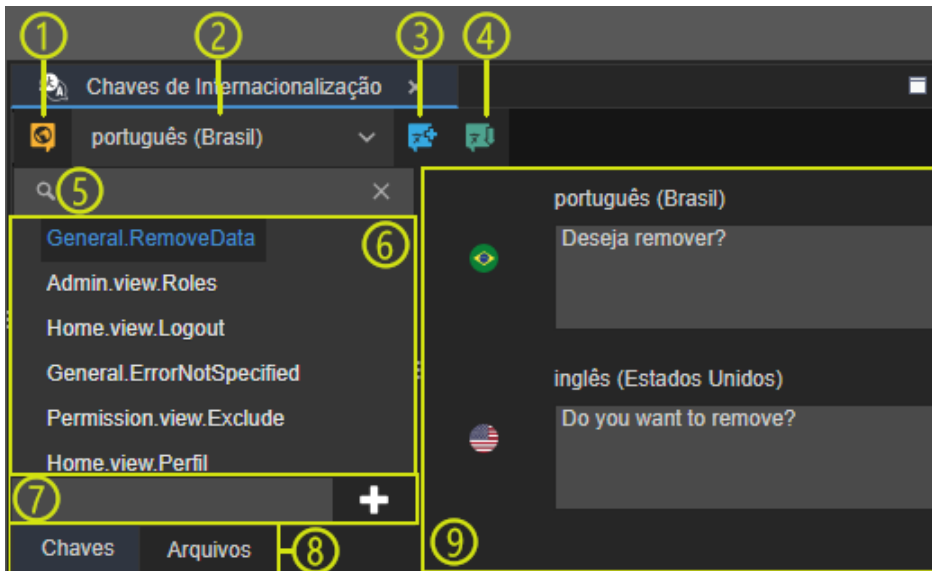 1 2 3 4
Chaves de Internacionalização
português (Brasil)
5
General.RemoveData
6
Admin.view.Roles
Home.view.Logout
General.ErrorNotSpecified
Permission.view.Exclude
Home.view.Perfil
7
Chaves Arquivos 8
português (Brasil)
Deseja remover?
inglês (Estados Unidos)
Do you want to remove?
9